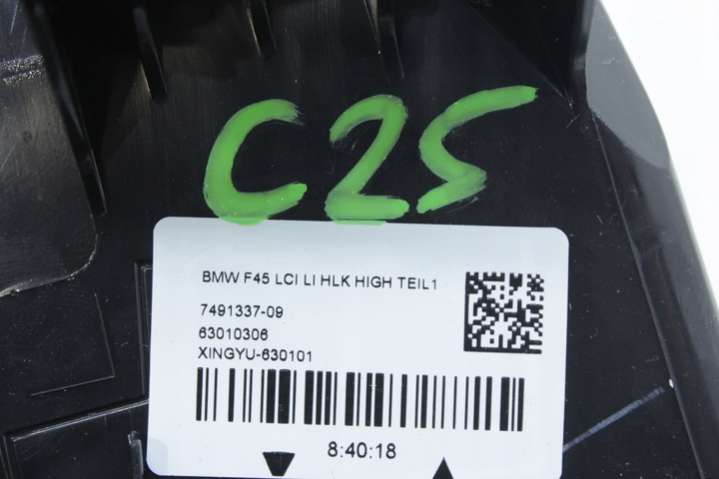 C25
BMW F45 LCI LI HLK HIGH TEIL1
7491337-09
63010306
XINGYU-630101
8:40:18